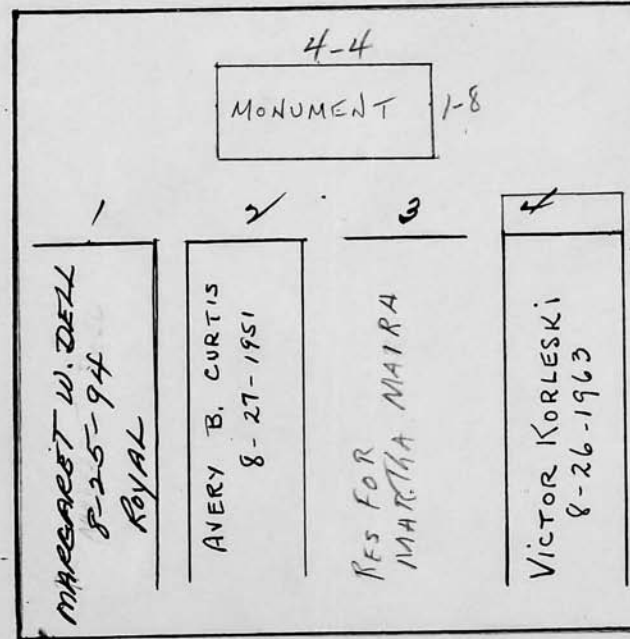 4-4
MONUMENT
1-8
1
2
3
4
MARGARET W. DELL
8-25-94
ROYAL
AVERY B. CURTIS
8-27-1951
RES FOR
MARTHA MAIRA
VICTOR KORLESKI
8-26-1963